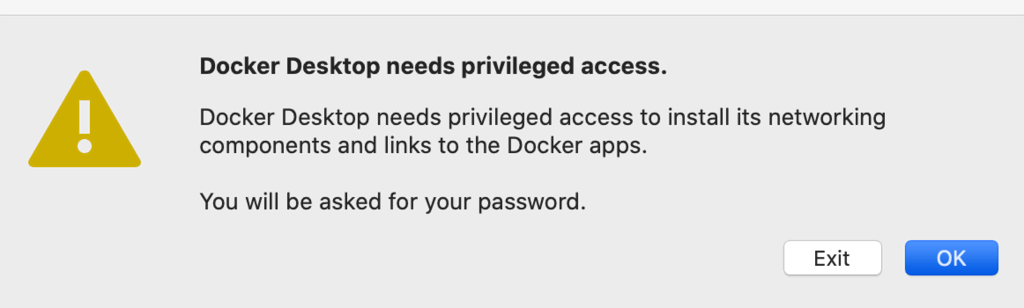 Docker Desktop needs privileged access.
Docker Desktop needs privileged access to install its networking
components and links to the Docker apps.
You will be asked for your password.
Exit
OK